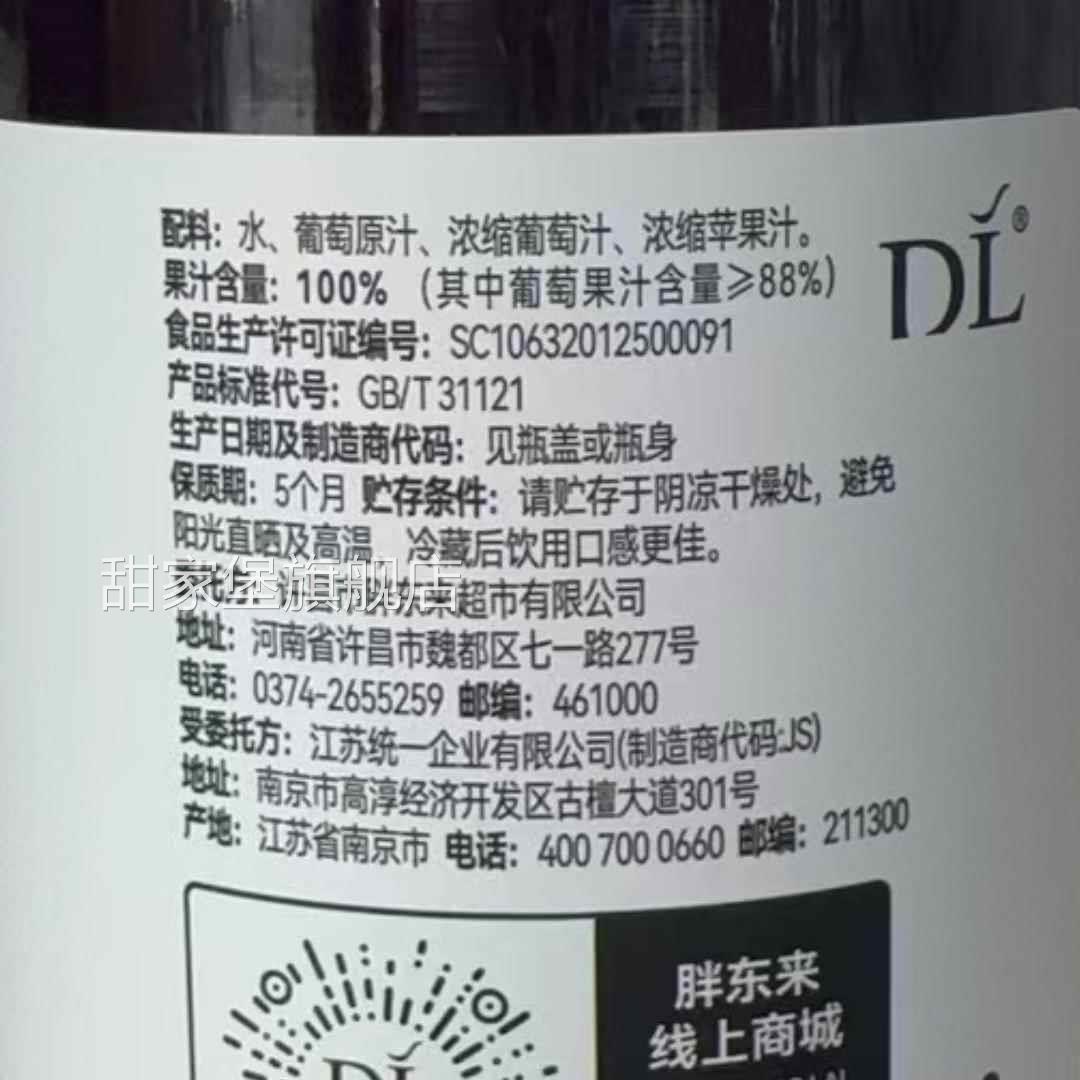 配料：水、葡萄原汁、浓缩葡萄汁、浓缩苹果汁。
DL®
果汁含量：100%（其中葡萄果汁含量≥88%）
食品生产许可证编号：SC10632012500091
产品标准代号：GB/T 31121
生产日期及制造商代码：见瓶盖或瓶身
保质期：5个月 贮存条件：请贮存于阴凉干燥处，避免
阳光直晒及高温 冷藏后饮用口感更佳。
甜家堡旗舰店
超市有限公司
地址：河南省许昌市魏都区七一路277号
电话：0374-2655259 邮编：461000
受委托方：江苏统一企业有限公司(制造商代码:JS)
地址：南京市高淳经济开发区古檀大道301号
产地：江苏省南京市 电话：400 700 0660 邮编：211300
胖东来
线上商城
DL